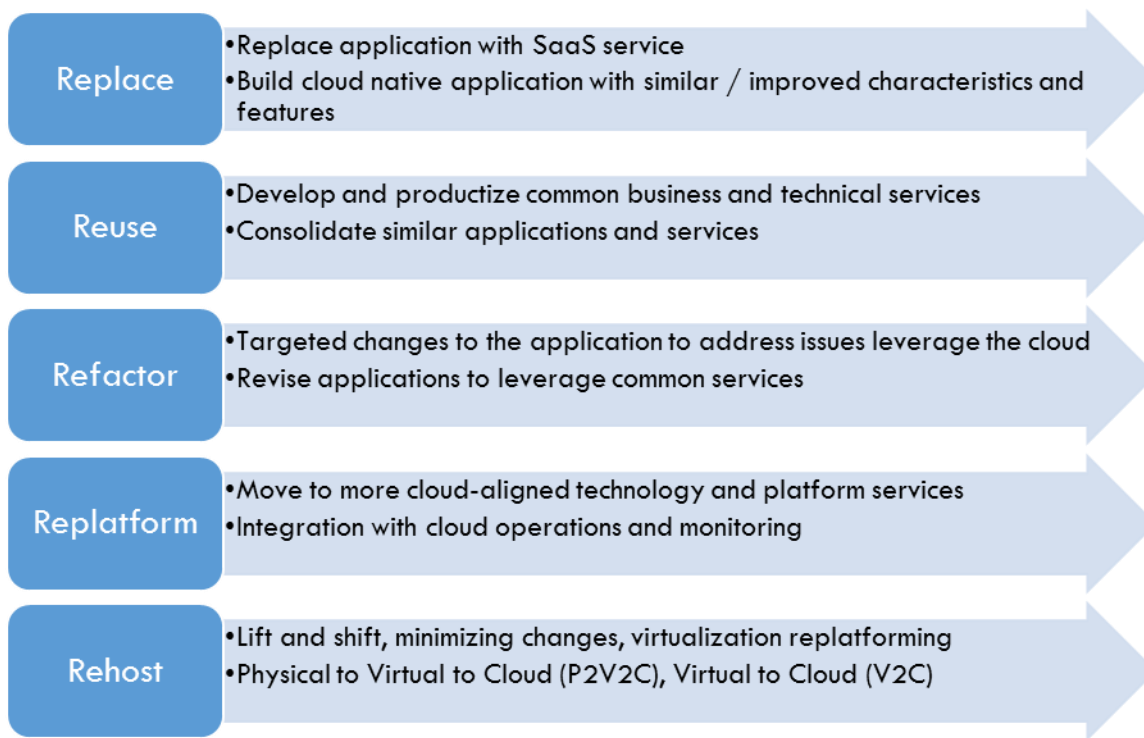 Replace
•Replace application with SaaS service
•Build cloud native application with similar / improved characteristics and
features
Reuse
•Develop and productize common business and technical services
•Consolidate similar applications and services
Refactor
•Targeted changes to the application to address issues leverage the cloud
•Revise applications to leverage common services
Replatform
•Move to more cloud-aligned technology and platform services
•Integration with cloud operations and monitoring
Rehost
•Lift and shift, minimizing changes, virtualization replatforming
•Physical to Virtual to Cloud (P2V2C), Virtual to Cloud (V2C)